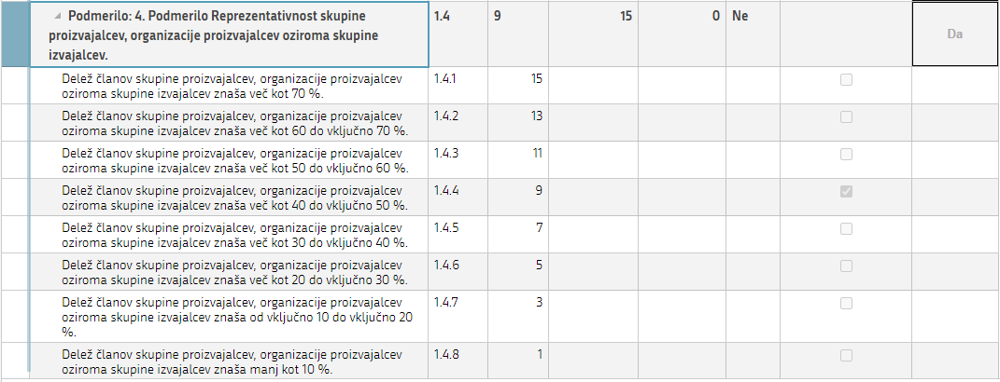 Podmerilo: 4. Podmerilo Reprezentativnost skupine 1.4 9 15 0 Ne Da
proizvajalcev, organizacije proizvajalcev oziroma skupine
izvajalcev.
Delež članov skupine proizvajalcev, organizacije proizvajalcev 1.4.1 15
oziroma skupine izvajalcev znaša več kot 70 %.
Delež članov skupine proizvajalcev, organizacije proizvajalcev 1.4.2 13
oziroma skupine izvajalcev znaša več kot 60 do vključno 70 %.
Delež članov skupine proizvajalcev, organizacije proizvajalcev 1.4.3 11
oziroma skupine izvajalcev znaša več kot 50 do vključno 60 %.
Delež članov skupine proizvajalcev, organizacije proizvajalcev 1.4.4 9
oziroma skupine izvajalcev znaša več kot 40 do vključno 50 %.
Delež članov skupine proizvajalcev, organizacije proizvajalcev 1.4.5 7
oziroma skupine izvajalcev znaša več kot 30 do vključno 40 %.
Delež članov skupine proizvajalcev, organizacije proizvajalcev 1.4.6 5
oziroma skupine izvajalcev znaša več kot 20 do vključno 30 %.
Delež članov skupine proizvajalcev, organizacije proizvajalcev 1.4.7 3
oziroma skupine izvajalcev znaša od vključno 10 do vključno 20
%.
Delež članov skupine proizvajalcev, organizacije proizvajalcev 1.4.8 1
oziroma skupine izvajalcev znaša manj kot 10 %.